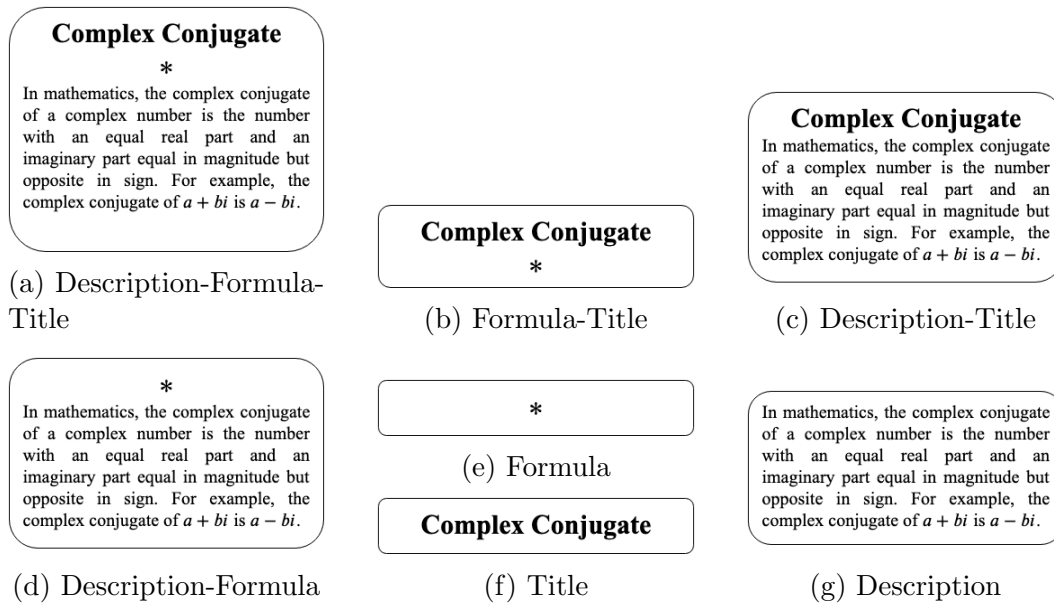 Complex Conjugate
*
In mathematics, the complex conjugate
of a complex number is the number
with an equal real part and an
imaginary part equal in magnitude but
opposite in sign. For example, the
complex conjugate of a + bi is a − bi.
(a) Description-Formula-
Title
Complex Conjugate
*
(b) Formula-Title
Complex Conjugate
In mathematics, the complex conjugate
of a complex number is the number
with an equal real part and an
imaginary part equal in magnitude but
opposite in sign. For example, the
complex conjugate of a + bi is a − bi.
(c) Description-Title
*
In mathematics, the complex conjugate
of a complex number is the number
with an equal real part and an
imaginary part equal in magnitude but
opposite in sign. For example, the
complex conjugate of a + bi is a − bi.
(d) Description-Formula
*
(e) Formula
Complex Conjugate
(f) Title
In mathematics, the complex conjugate
of a complex number is the number
with an equal real part and an
imaginary part equal in magnitude but
opposite in sign. For example, the
complex conjugate of a + bi is a − bi.
(g) Description